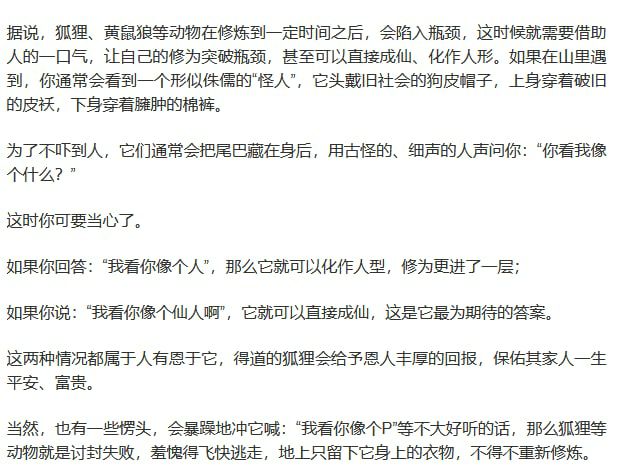 据说，狐狸、黄鼠狼等动物在修炼到一定时间之后，会陷入瓶颈，这时候就需要借助
人的一口气，让自己的修为突破瓶颈，甚至可以直接成仙、化作人形。如果在山里遇
到，你通常会看到一个形似侏儒的“怪人”，它头戴旧社会的狗皮帽子，上身穿着破旧
的皮袄，下身穿着臃肿的棉裤。
为了不吓到人，它们通常会把尾巴藏在身后，用古怪的、细声的人声问你：“你看我像
个什么？”
这时你可要当心了。
如果你回答：“我看你像个人”，那么它就可以化作人型，修为更进了一层；
如果你说：“我看你像个仙人啊”，它就可以直接成仙，这是它最为期待的答案。
这两种情况都属于人有恩于它，得道的狐狸会给予恩人丰厚的回报，保佑其家人一生
平安、富贵。
当然，也有一些愣头，会暴躁地冲它喊：“我看你像个P”等不大好听的话，那么狐狸等
动物就是讨封失败，羞愧得飞快逃走，地上只留下它身上的衣物，不得不重新修炼。